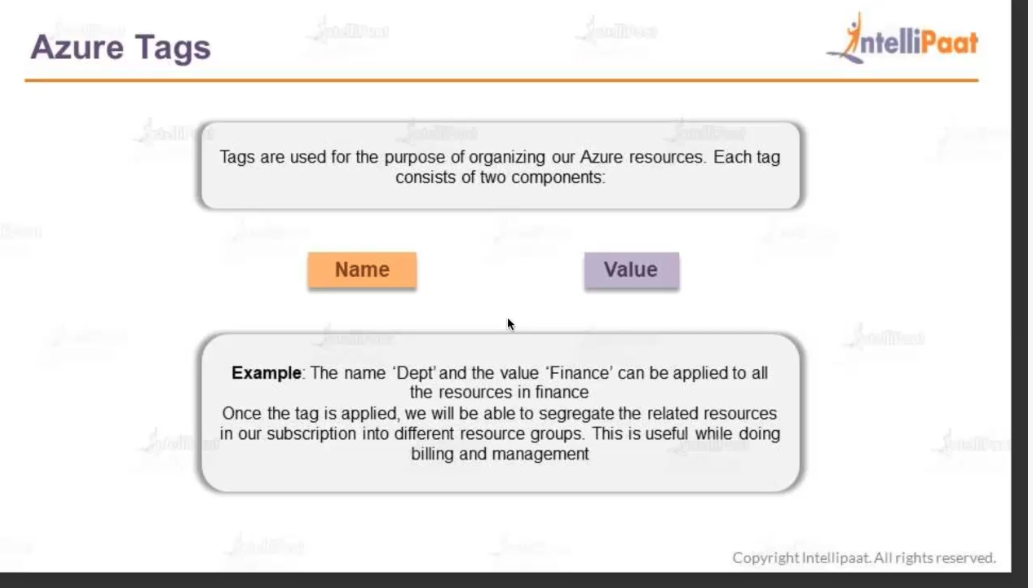 Azure Tags
IntelliPaat
Tags are used for the purpose of organizing our Azure resources. Each tag
consists of two components:
Name
Value
Example: The name ‘Dept’ and the value ‘Finance’ can be applied to all
the resources in finance
Once the tag is applied, we will be able to segregate the related resources
in our subscription into different resource groups. This is useful while doing
billing and management
Copyright Intellipaat. All rights reserved.